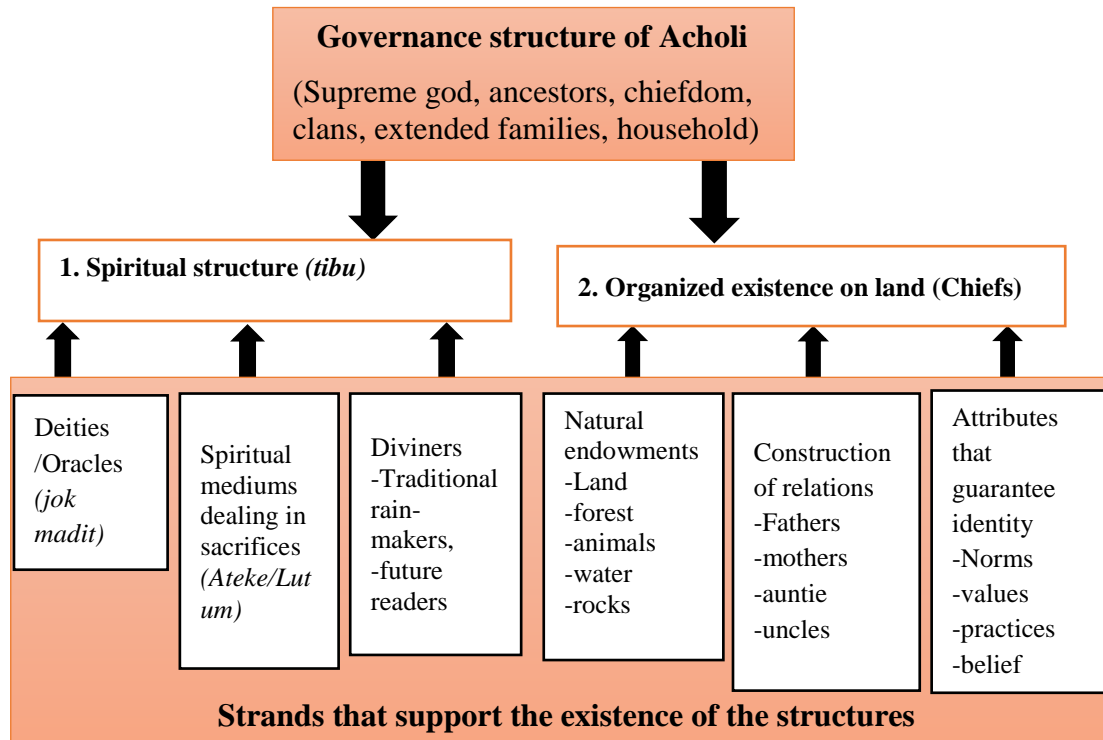 Governance structure of Acholi
(Supreme god, ancestors, chiefdom,
clans, extended families, household)
1. Spiritual structure (tibu)
2. Organized existence on land (Chiefs)
Deities
/Oracles
(jok
madit)
Spiritual
mediums
dealing in
sacrifices
(Ateke/Lut
um)
Diviners
-Traditional
rain-
makers,
-future
readers
Natural
endowments
-Land
-forest
-animals
-water
-rocks
Construction
of relations
-Fathers
-mothers
-auntie
-uncles
Attributes
that
guarantee
identity
-Norms
-values
-practices
-belief
Strands that support the existence of the structures